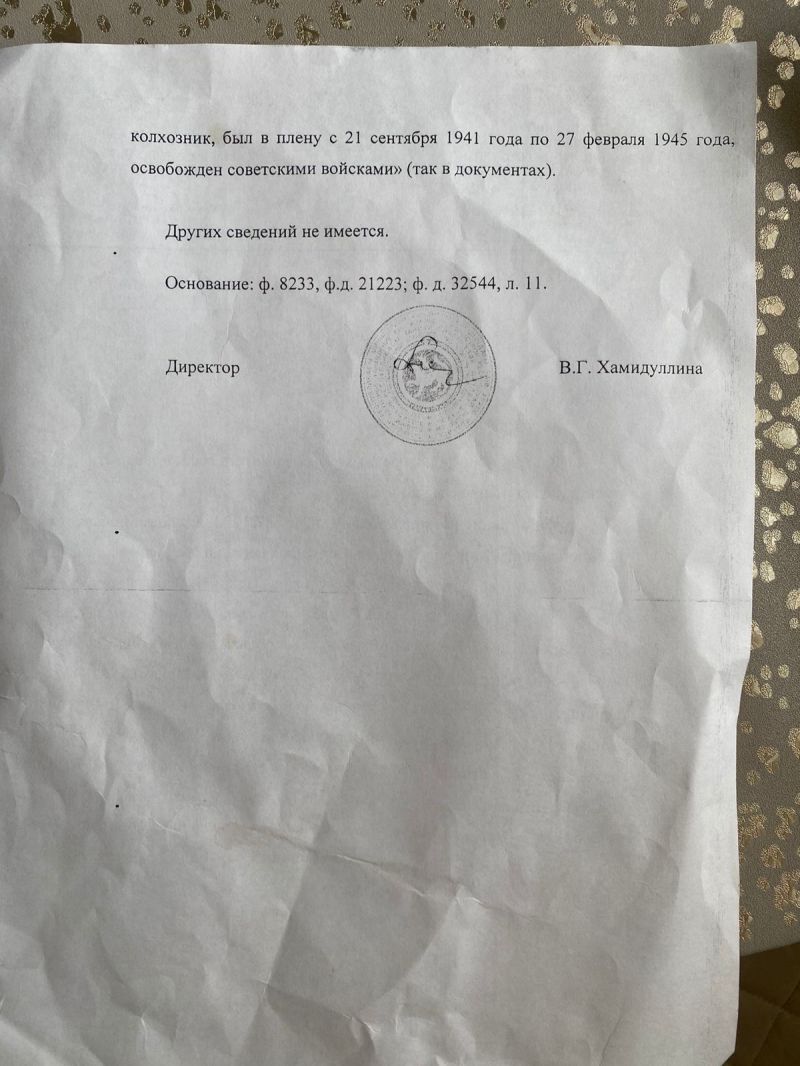 колхозник, был в плену с 21 сентября 1941 года по 27 февраля 1945 года,
освобожден советскими войсками» (так в документах).
Других сведений не имеется.
Основание: ф. 8233, ф.д. 21223; ф. д. 32544, л. 11.
Директор В.Г. Хамидуллина